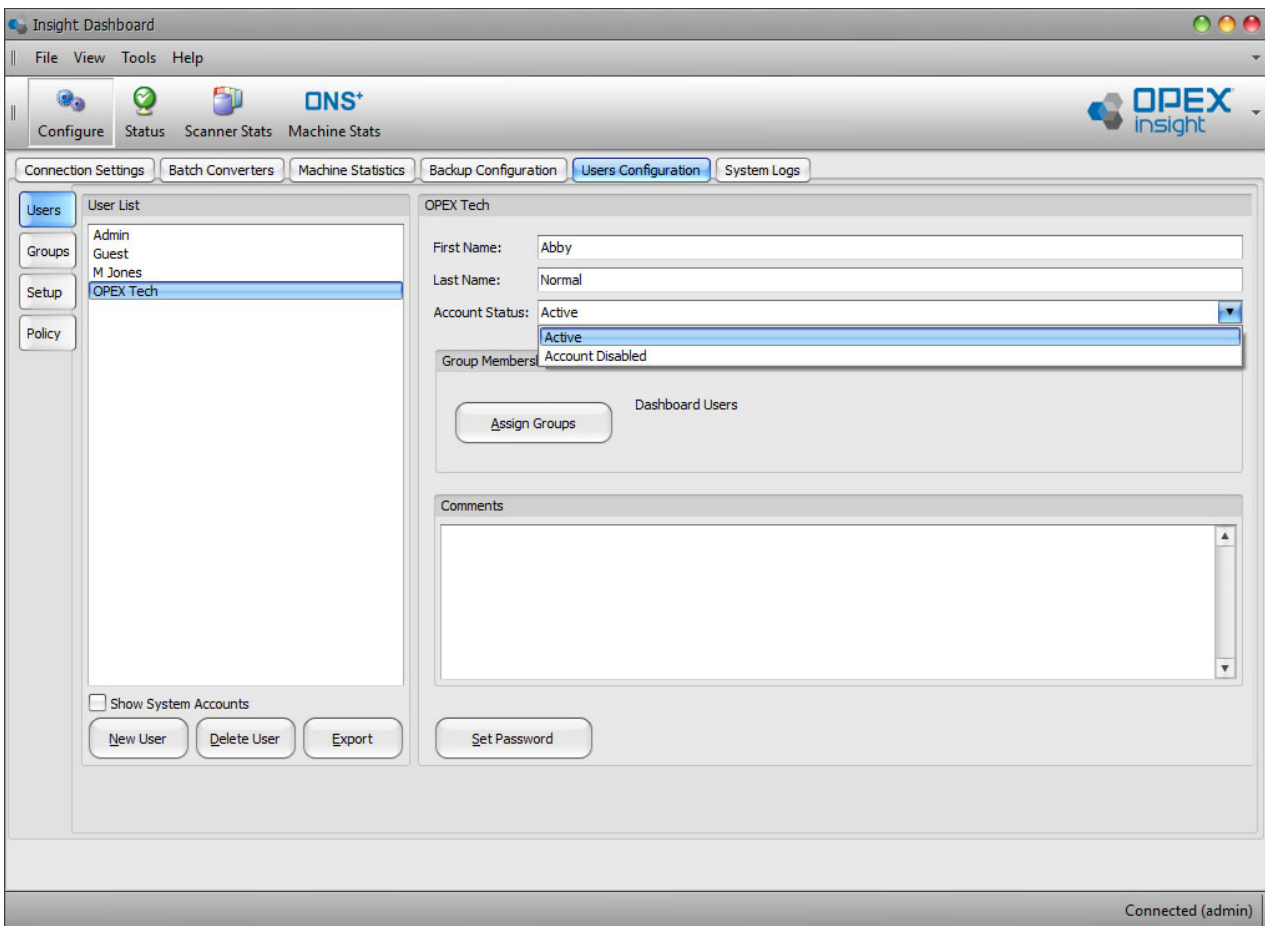 Insight Dashboard
File View Tools Help
Configure Status Scanner Stats ONS+ Machine Stats
OPEX
insight
Connection Settings Batch Converters Machine Statistics Backup Configuration Users Configuration System Logs
Users
Groups
Setup
Policy
User List
Admin
Guest
M Jones
OPEX Tech
Show System Accounts
New User Delete User Export
OPEX Tech
First Name: Abby
Last Name: Normal
Account Status: Active
Active
Account Disabled
Group Members
Assign Groups Dashboard Users
Comments
Set Password
Connected (admin)